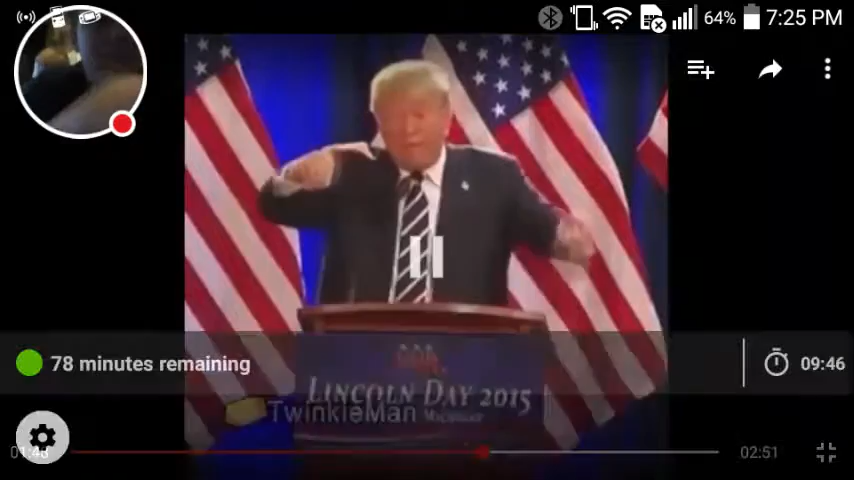 64% 7:25 PM
78 minutes remaining
09:46
LINCOLN DAY 2015
TwinkieMan
02:51